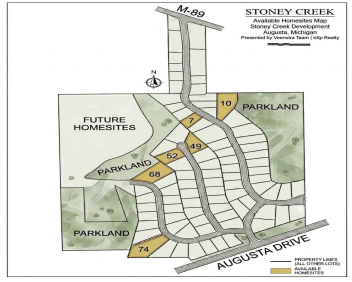 STONEY CREEK
Available Homesites Map
Stoney Creek Development
Augusta, Michigan
Presented by Veenstra Team | eXp Realty
M-89
N
10
PARKLAND
7
FUTURE
HOMESITES
49
52
PARKLAND
68
PARKLAND
74
AUGUSTA DRIVE
PROPERTY LINES
(ALL OTHER LOTS)
AVAILABLE
HOMESITES